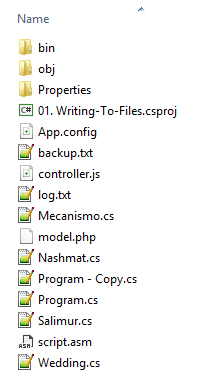 Name
bin
obj
Properties
C# 01. Writing-To-Files.csproj
App.config
backup.txt
controller.js
log.txt
Mecanismo.cs
model.php
Nashmat.cs
Program - Copy.cs
Program.cs
Salimur.cs
ASM script.asm
Wedding.cs